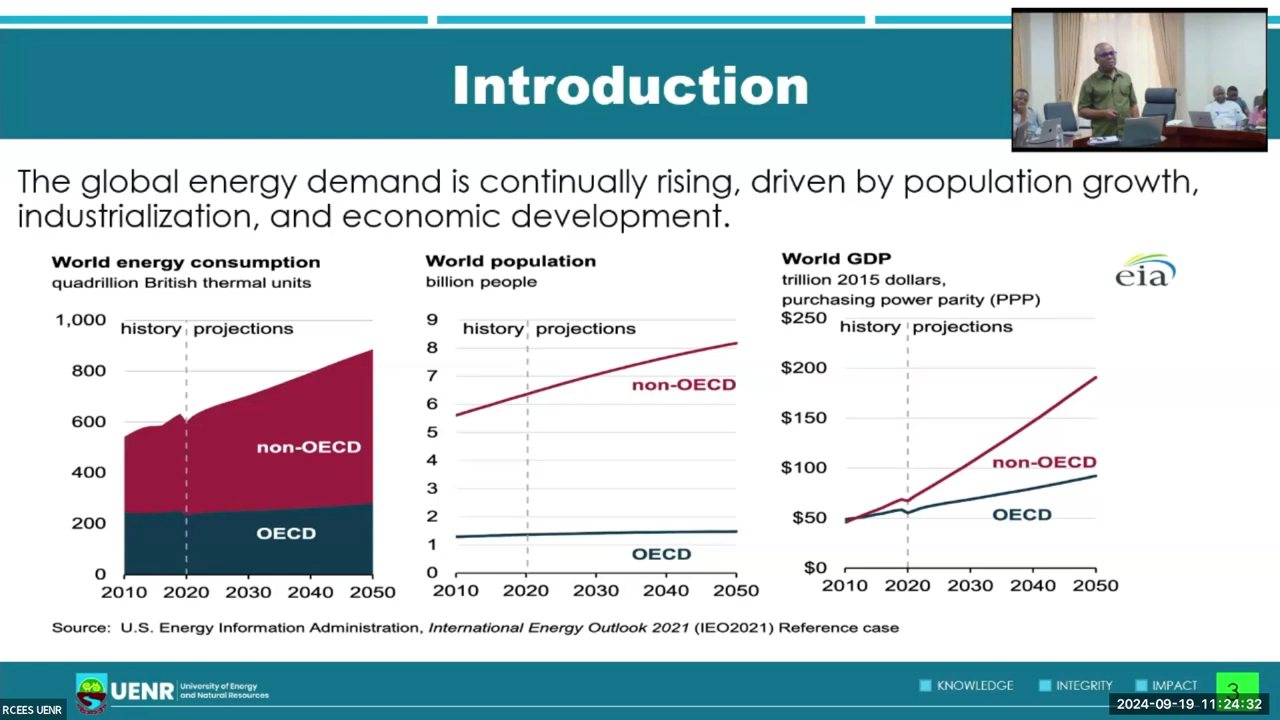 Introduction
The global energy demand is continually rising, driven by population growth,
industrialization, and economic development.
World energy consumption
quadrillion British thermal units
1,000
800
600
400
200
0
history
projections
non-OECD
OECD
2010 2020 2030 2040 2050
World population
billion people
9
8
7
6
5
4
3
2
1
0
history
projections
non-OECD
OECD
2010 2020 2030 2040 2050
World GDP
trillion 2015 dollars,
purchasing power parity (PPP)
eia
$250
$200
$150
$100
$50
$0
history
projections
non-OECD
OECD
2010 2020 2030 2040 2050
Source: U.S. Energy Information Administration, International Energy Outlook 2021 (IEO2021) Reference case
UENR
University of Energy
and Natural Resources
KNOWLEDGE INTEGRITY IMPACT
3
RCEES UENR
2024-09-19 11:24:32